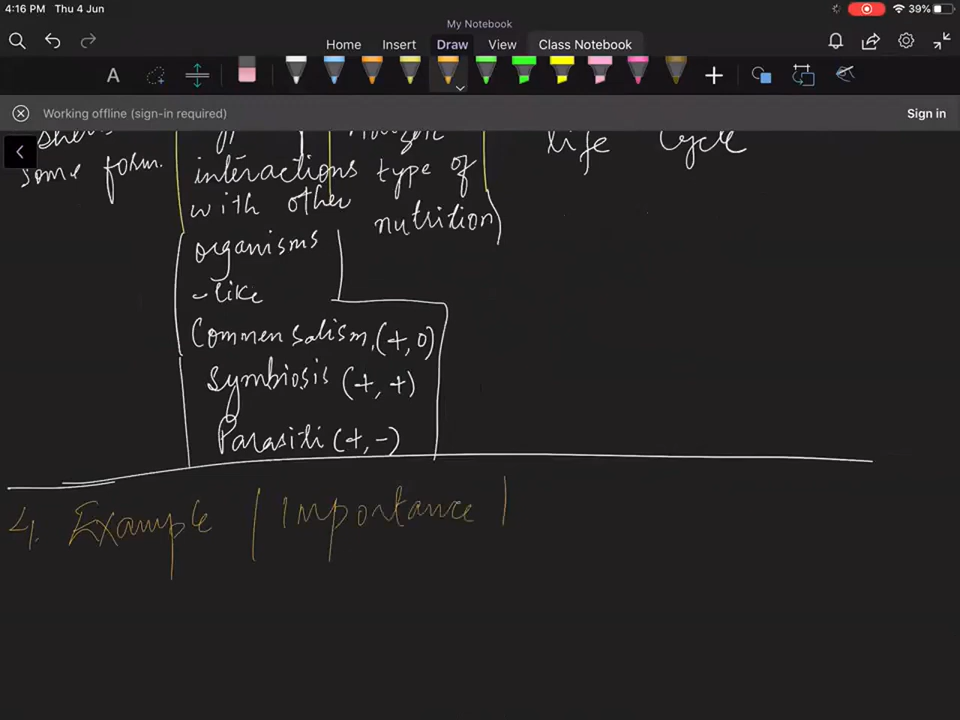 4:16 PM Thu 4 Jun
39%
My Notebook
Home Insert Draw View Class Notebook
A
Working offline (sign-in required) Sign in
some form.
life Cycle
interactions type of
with other
nutrition
organisms
- like
Commensalism, (+, 0)
Symbiosis (+, +)
Parasiti (+, -)
4. Example | Importance |